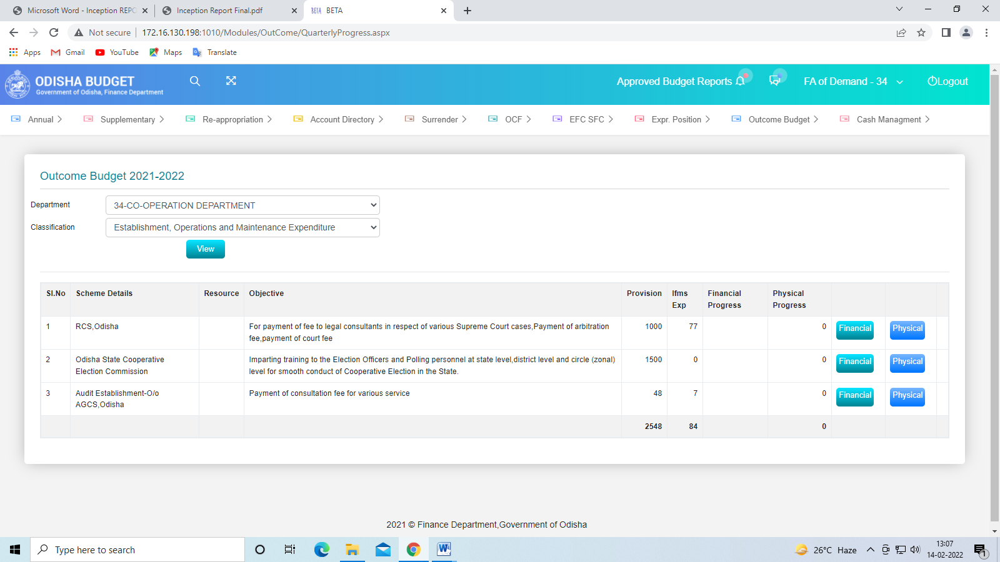 Microsoft Word - Inception REPO
Inception Report Final.pdf
BETA BETA
Not secure 172.16.130.198:1010/Modules/OutCome/QuarterlyProgress.aspx
Apps Gmail YouTube Maps Translate
ODISHA BUDGET
Government of Odisha, Finance Department
Approved Budget Reports FA of Demand - 34 Logout
Annual Supplementary Re-appropriation Account Directory Surrender OCF EFC SFC Expr. Position Outcome Budget Cash Managment
Outcome Budget 2021-2022
Department 34-CO-OPERATION DEPARTMENT
Classification Establishment, Operations and Maintenance Expenditure
View
Sl.No Scheme Details Resource Objective Provision Ifms Exp Financial Progress Physical Progress
1 RCS,Odisha For payment of fee to legal consultants in respect of various Supreme Court cases,Payment of arbitration 1000 77 0 Financial Physical
fee,payment of court fee
2 Odisha State Cooperative Imparting training to the Election Officers and Polling personnel at state level,district level and circle (zonal) 1500 0 0 Financial Physical
Election Commission level for smooth conduct of Cooperative Election in the State.
3 Audit Establishment-O/o Payment of consultation fee for various service 48 7 0 Financial Physical
AGCS,Odisha
2548 84 0
2021 © Finance Department,Government of Odisha
Type here to search
26°C Haze
13:07
14-02-2022
1